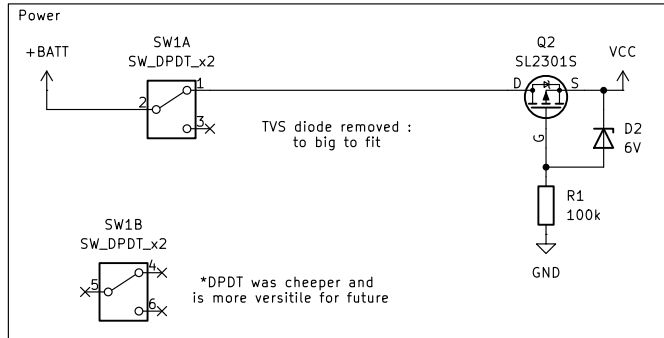 Power
+BATT
SW1A
SW_DPDT_x2
1
2
3
TVS diode removed :
to big to fit
Q2
SL2301S
D
S
G
VCC
D2
6V
R1
100k
GND
SW1B
SW_DPDT_x2
4
5
6
*DPDT was cheeper and
is more versitile for future